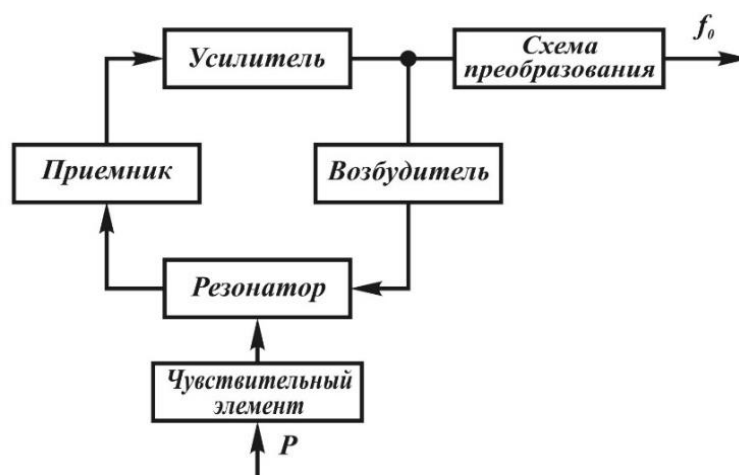 Усилитель
Схема
преобразования
f₀
Приемник
Возбудитель
Резонатор
Чувствительный
элемент
P